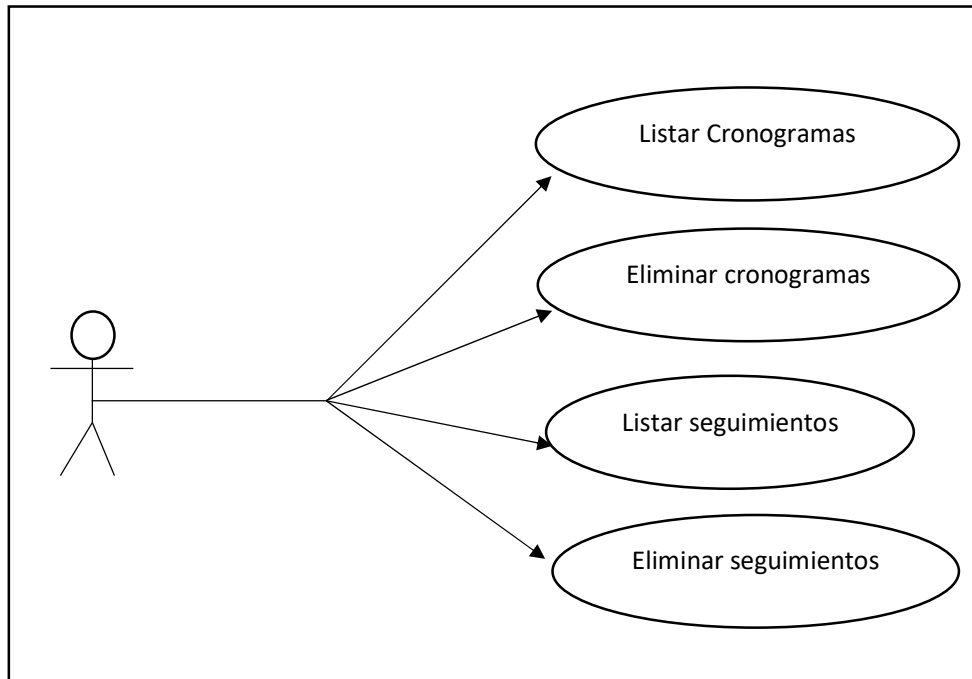 Listar Cronogramas
Eliminar cronogramas
Listar seguimientos
Eliminar seguimientos